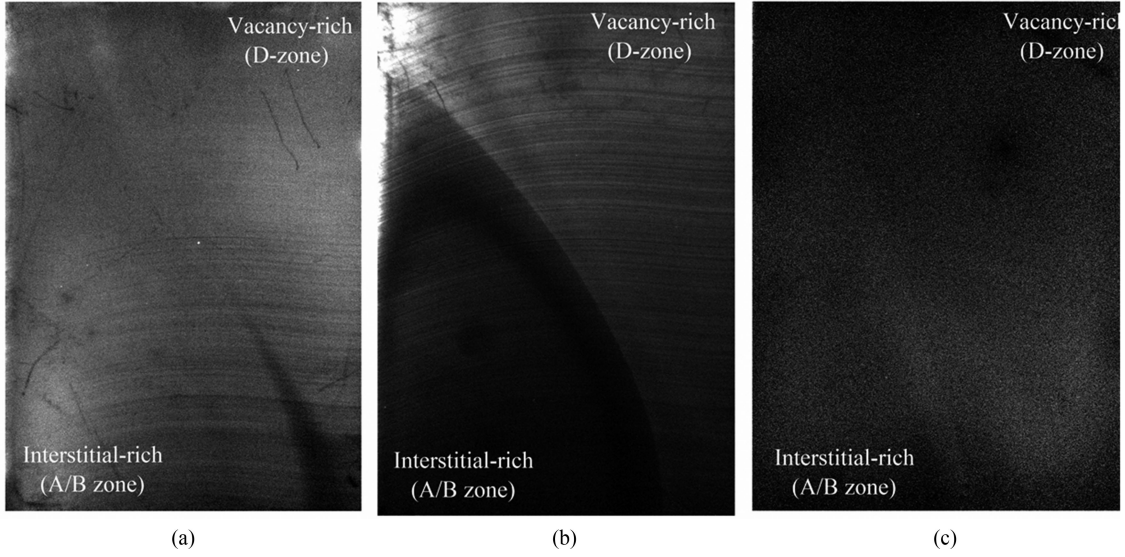 Vacancy-rich
(D-zone)
Interstitial-rich
(A/B zone)
(a)
Vacancy-rich
(D-zone)
Interstitial-rich
(A/B zone)
(b)
Vacancy-rich
(D-zone)
Interstitial-rich
(A/B zone)
(c)